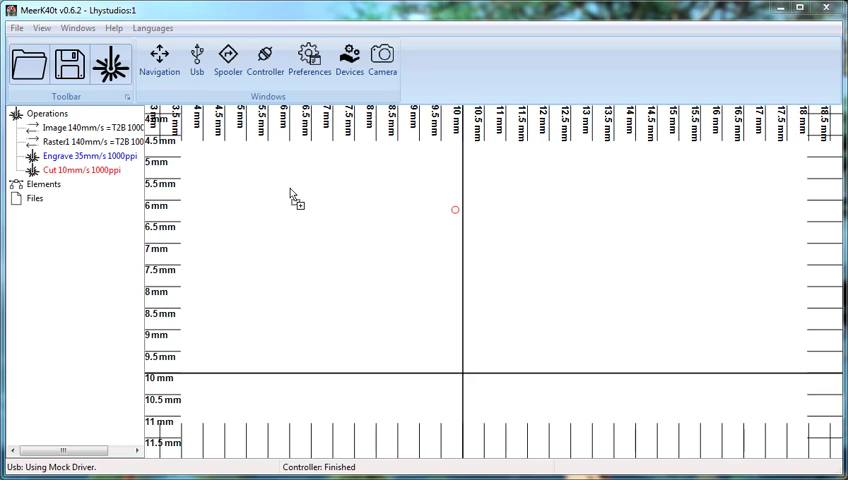 MeerK40t v0.6.2 - Lhystudios:1
File View Windows Help Languages
Navigation Usb Spooler Controller Preferences Devices Camera
Toolbar Windows
Operations
Image 140mm/s =T2B 100
Raster1 140mm/s =T2B 100
Engrave 35mm/s 1000ppi
Cut 10mm/s 1000ppi
Elements
Files
3.5 mm 4 mm 4.5 mm 5 mm 5.5 mm 6 mm 6.5 mm 7 mm 7.5 mm 8 mm 8.5 mm 9 mm 9.5 mm 10 mm 10.5 mm 11 mm 11.5 mm 12 mm 12.5 mm 13 mm 13.5 mm 14 mm 14.5 mm 15 mm 15.5 mm 16 mm 16.5 mm 17 mm 17.5 mm 18 mm 18.5 mm
4 mm
4.5 mm
5 mm
5.5 mm
6 mm
6.5 mm
7 mm
7.5 mm
8 mm
8.5 mm
9 mm
9.5 mm
10 mm
10.5 mm
11 mm
11.5 mm
Usb: Using Mock Driver. Controller: Finished